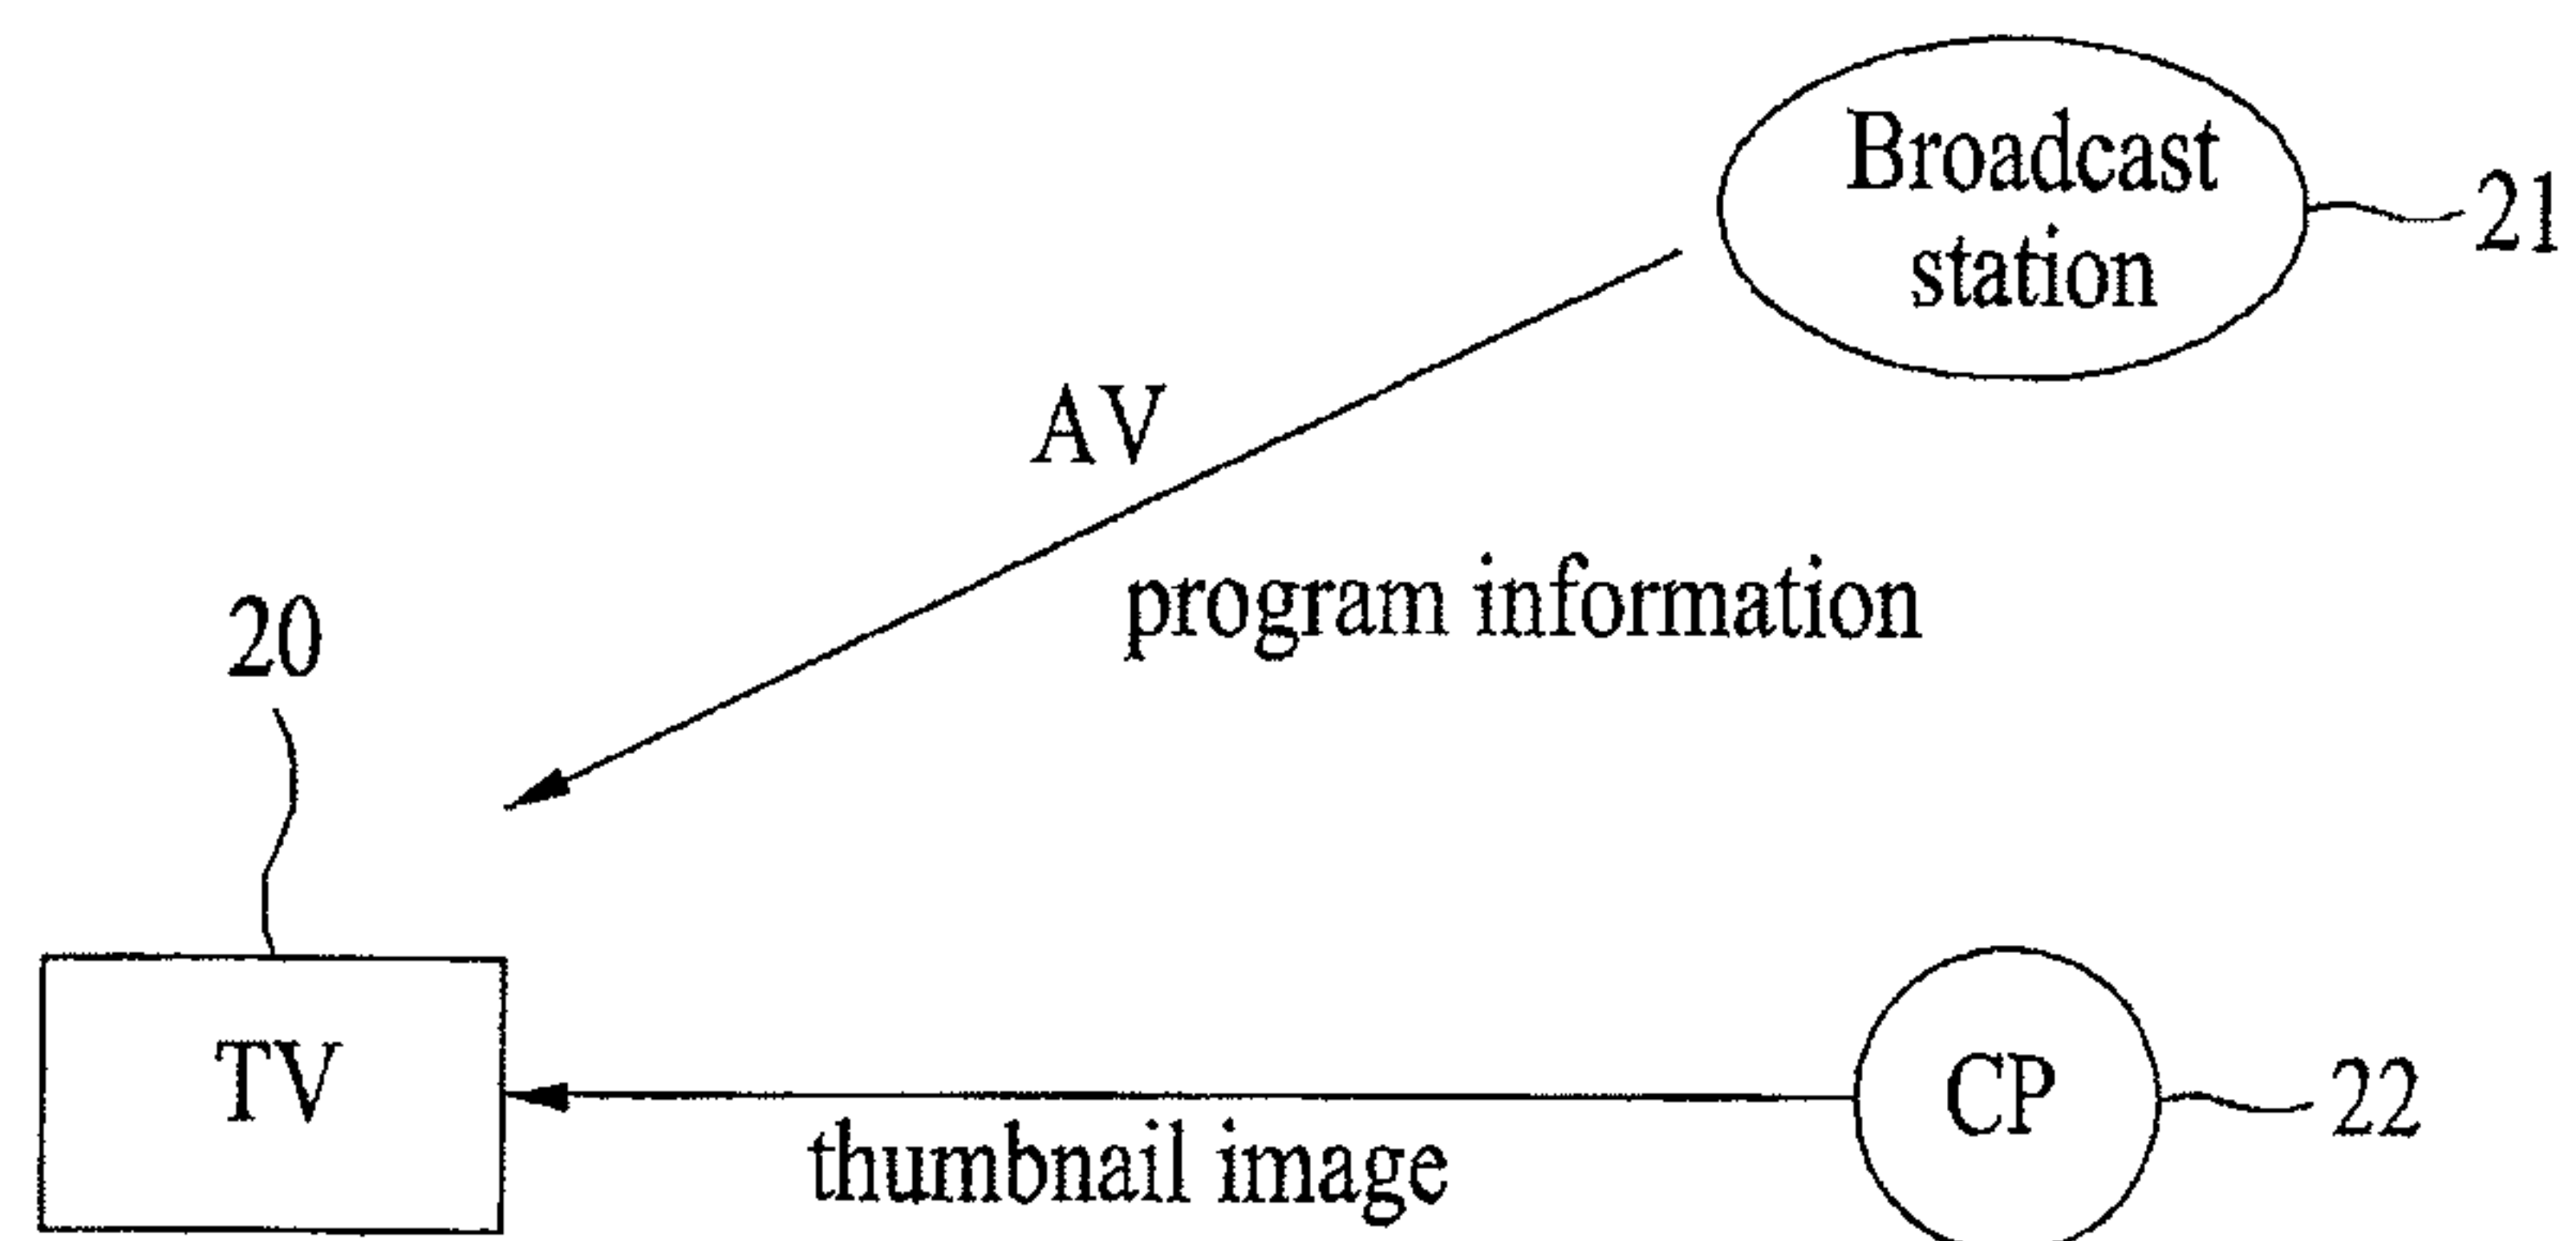 Broadcast
station
21
AV
program information
20
TV
CP
22
thumbnail image